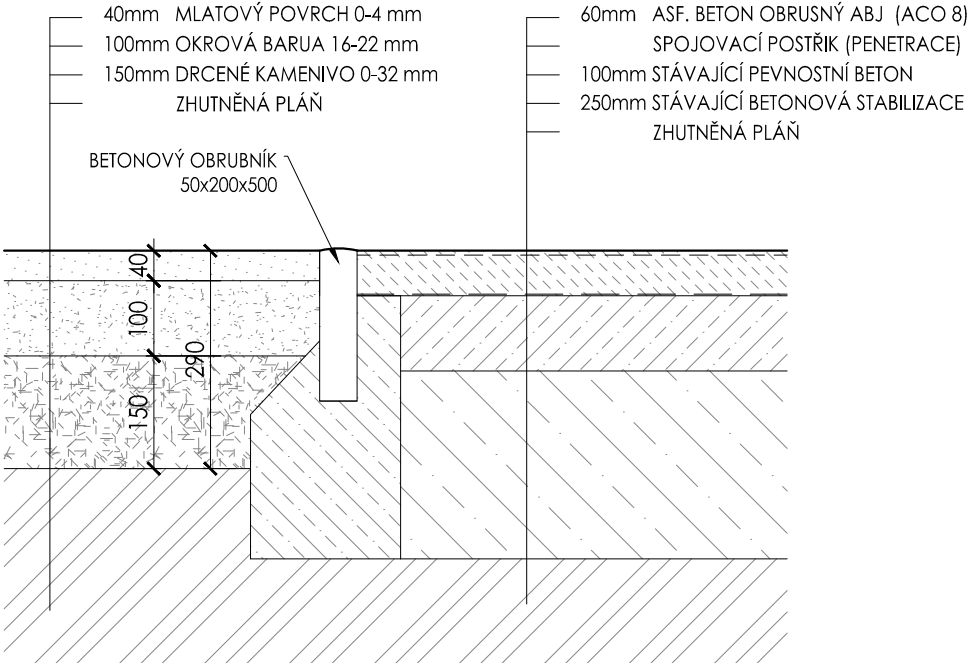 40mm MLATOVÝ POVRCH 0-4 mm
100mm OKROVÁ BARUA 16-22 mm
150mm DRCENÉ KAMENIVO 0-32 mm
ZHUTNĚNÁ PLÁŇ
60mm ASF. BETON OBRUSNÝ ABJ (ACO 8)
SPOJOVACÍ POSTŘIK (PENETRACE)
100mm STÁVAJÍCÍ PEVNOSTNÍ BETON
250mm STÁVAJÍCÍ BETONOVÁ STABILIZACE
ZHUTNĚNÁ PLÁŇ
BETONOVÝ OBRUBNÍK
50x200x500
40
100
150
290